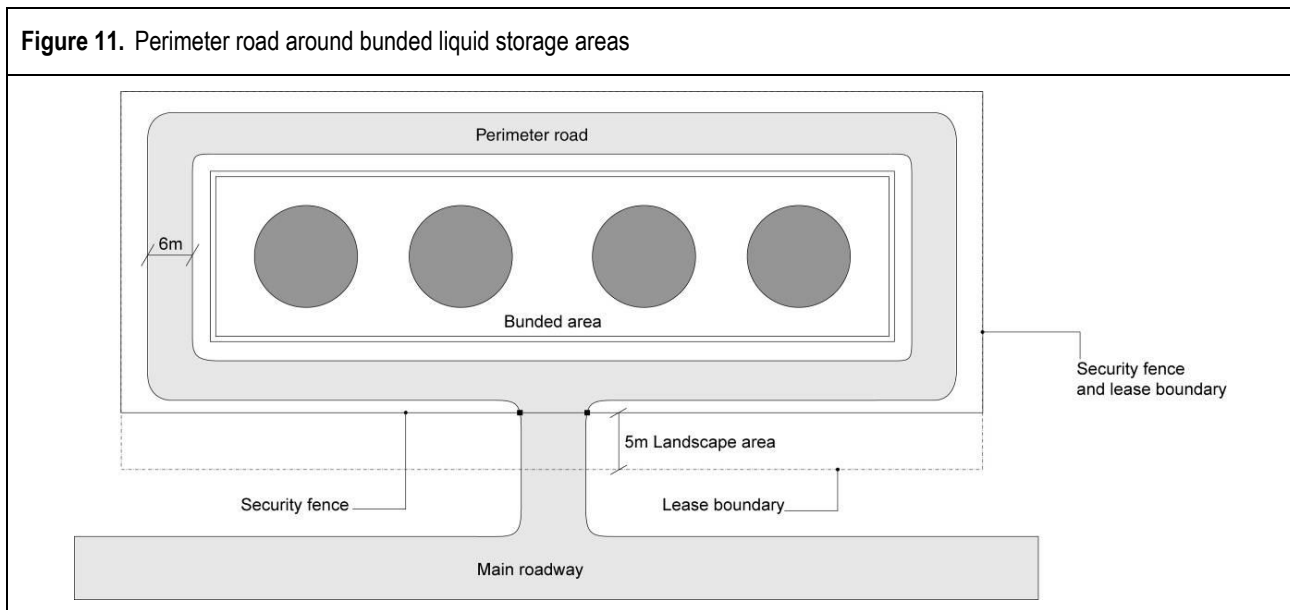 Figure 11. Perimeter road around bunded liquid storage areas
Perimeter road
6m
Bunded area
Security fence
and lease boundary
5m Landscape area
Security fence
Lease boundary
Main roadway